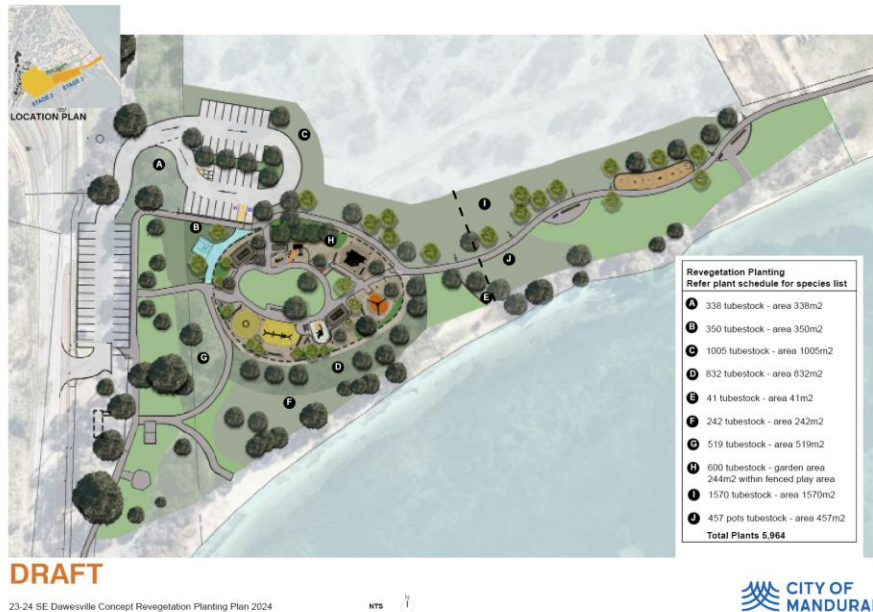 STAGE 2
STAGE 3
LOCATION PLAN
A
B
C
D
E
F
G
H
I
J
Revegetation Planting
Refer plant schedule for species list
A 338 tubestock - area 338m2
B 350 tubestock - area 350m2
C 1005 tubestock - area 1005m2
D 832 tubestock - area 832m2
E 41 tubestock - area 41m2
F 242 tubestock - area 242m2
G 519 tubestock - area 519m2
H 600 tubestock - garden area
244m2 within fenced play area
I 1570 tubestock - area 1570m2
J 457 pots tubestock - area 457m2
Total Plants 5,964
DRAFT
23-24 SE Dawesville Concept Revegetation Planting Plan 2024
NTS
N
CITY OF
MANDURAH